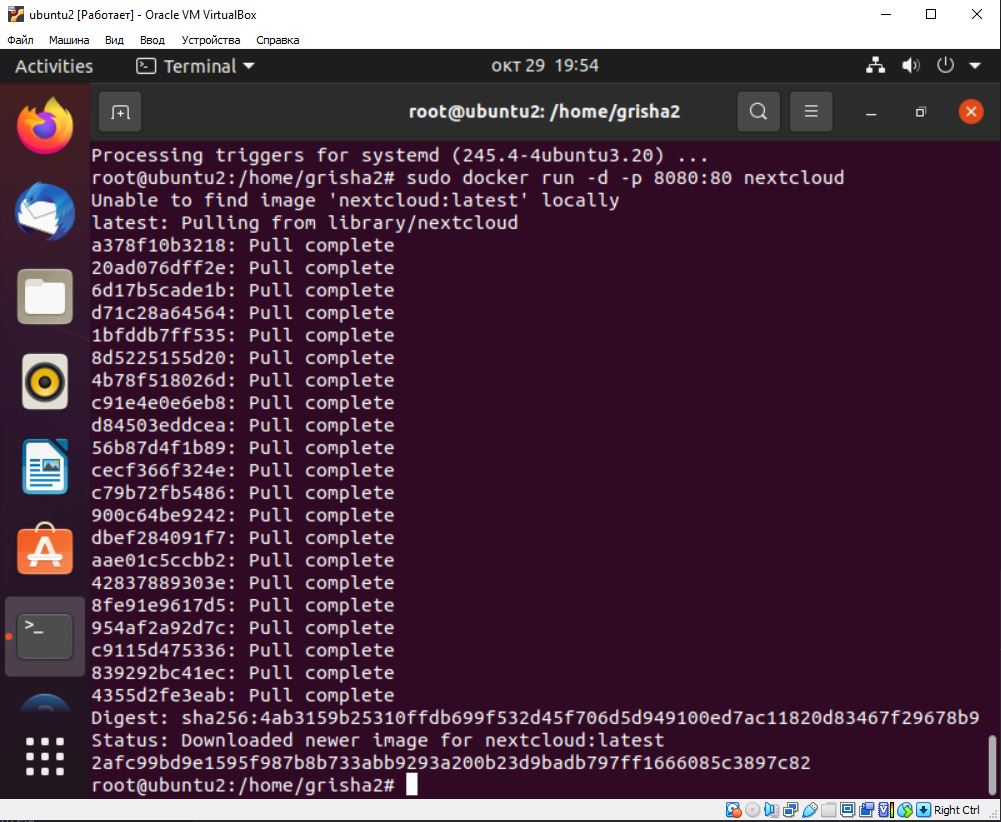 ubuntu2 [Работает] - Oracle VM VirtualBox
Файл Машина Вид Ввод Устройства Справка
Activities Terminal окт 29 19:54
root@ubuntu2: /home/grisha2
Processing triggers for systemd (245.4-4ubuntu3.20) ...
root@ubuntu2:/home/grisha2# sudo docker run -d -p 8080:80 nextcloud
Unable to find image 'nextcloud:latest' locally
latest: Pulling from library/nextcloud
a378f10b3218: Pull complete
20ad076dff2e: Pull complete
6d17b5cade1b: Pull complete
d71c28a64564: Pull complete
1bfddb7ff535: Pull complete
8d5225155d20: Pull complete
4b78f518026d: Pull complete
c91e4e0e6eb8: Pull complete
d84503eddcea: Pull complete
56b87d4f1b89: Pull complete
cecf366f324e: Pull complete
c79b72fb5486: Pull complete
900c64be9242: Pull complete
dbef284091f7: Pull complete
aae01c5ccbb2: Pull complete
42837889303e: Pull complete
8fe91e9617d5: Pull complete
954af2a92d7c: Pull complete
c9115d475336: Pull complete
839292bc41ec: Pull complete
4355d2fe3eab: Pull complete
Digest: sha256:4ab3159b25310ffdb699f532d45f706d5d949100ed7ac11820d83467f29678b9
Status: Downloaded newer image for nextcloud:latest
2afc99bd9e1595f987b8b733abb9293a200b23d9badb797ff1666085c3897c82
root@ubuntu2:/home/grisha2#
Right Ctrl